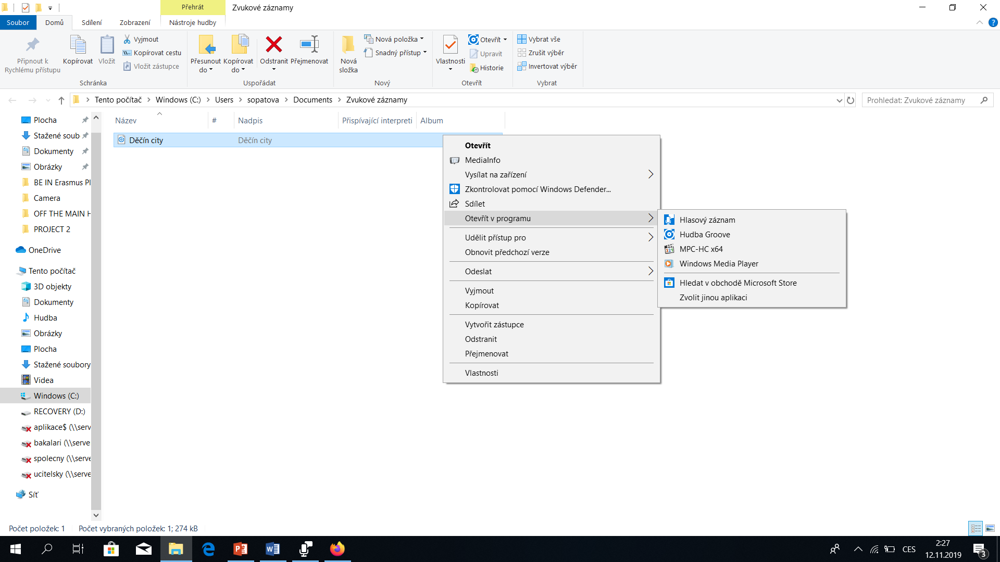 Přehrát
Zvukové záznamy
Soubor
Domů
Sdílení
Zobrazení
Nástroje hudby
Připnout k
Rychlému přístupu
Kopírovat
Vložit
Vyjmout
Kopírovat cestu
Vložit zástupce
Schránka
Přesunout
do
Kopírovat
do
Odstranit
Přejmenovat
Uspořádat
Nová
složka
Nová položka
Snadný přístup
Nový
Vlastnosti
Otevřít
Upravit
Historie
Otevřít
Vybrat vše
Zrušit výběr
Invertovat výběr
Vybrat
Tento počítač > Windows (C:) > Users > sopatova > Documents > Zvukové záznamy
Prohledat: Zvukové záznamy
Plocha
Stažené soub
Dokumenty
Obrázky
BE IN Erasmus Pl
Camera
OFF THE MAIN H
PROJECT 2
OneDrive
Tento počítač
3D objekty
Dokumenty
Hudba
Obrázky
Plocha
Stažené soubory
Videa
Windows (C:)
RECOVERY (D:)
aplikace$ (\\serv
bakalari (\\serve
spolecny (\\serve
ucitelsky (\\serve
Síť
Název # Nadpis Přispívající interpreti Album
Děčín city Děčín city
Otevřít
MediaInfo
Vysílat na zařízení
Zkontrolovat pomocí Windows Defender...
Sdílet
Otevřít v programu
Udělit přístup pro
Obnovit předchozí verze
Odeslat
Vyjmout
Kopírovat
Vytvořit zástupce
Odstranit
Přejmenovat
Vlastnosti
Hlasový záznam
Hudba Groove
MPC-HC x64
Windows Media Player
Hledat v obchodě Microsoft Store
Zvolit jinou aplikaci
Počet položek: 1 Počet vybraných položek: 1; 274 kB
CES
2:27
12.11.2019
3